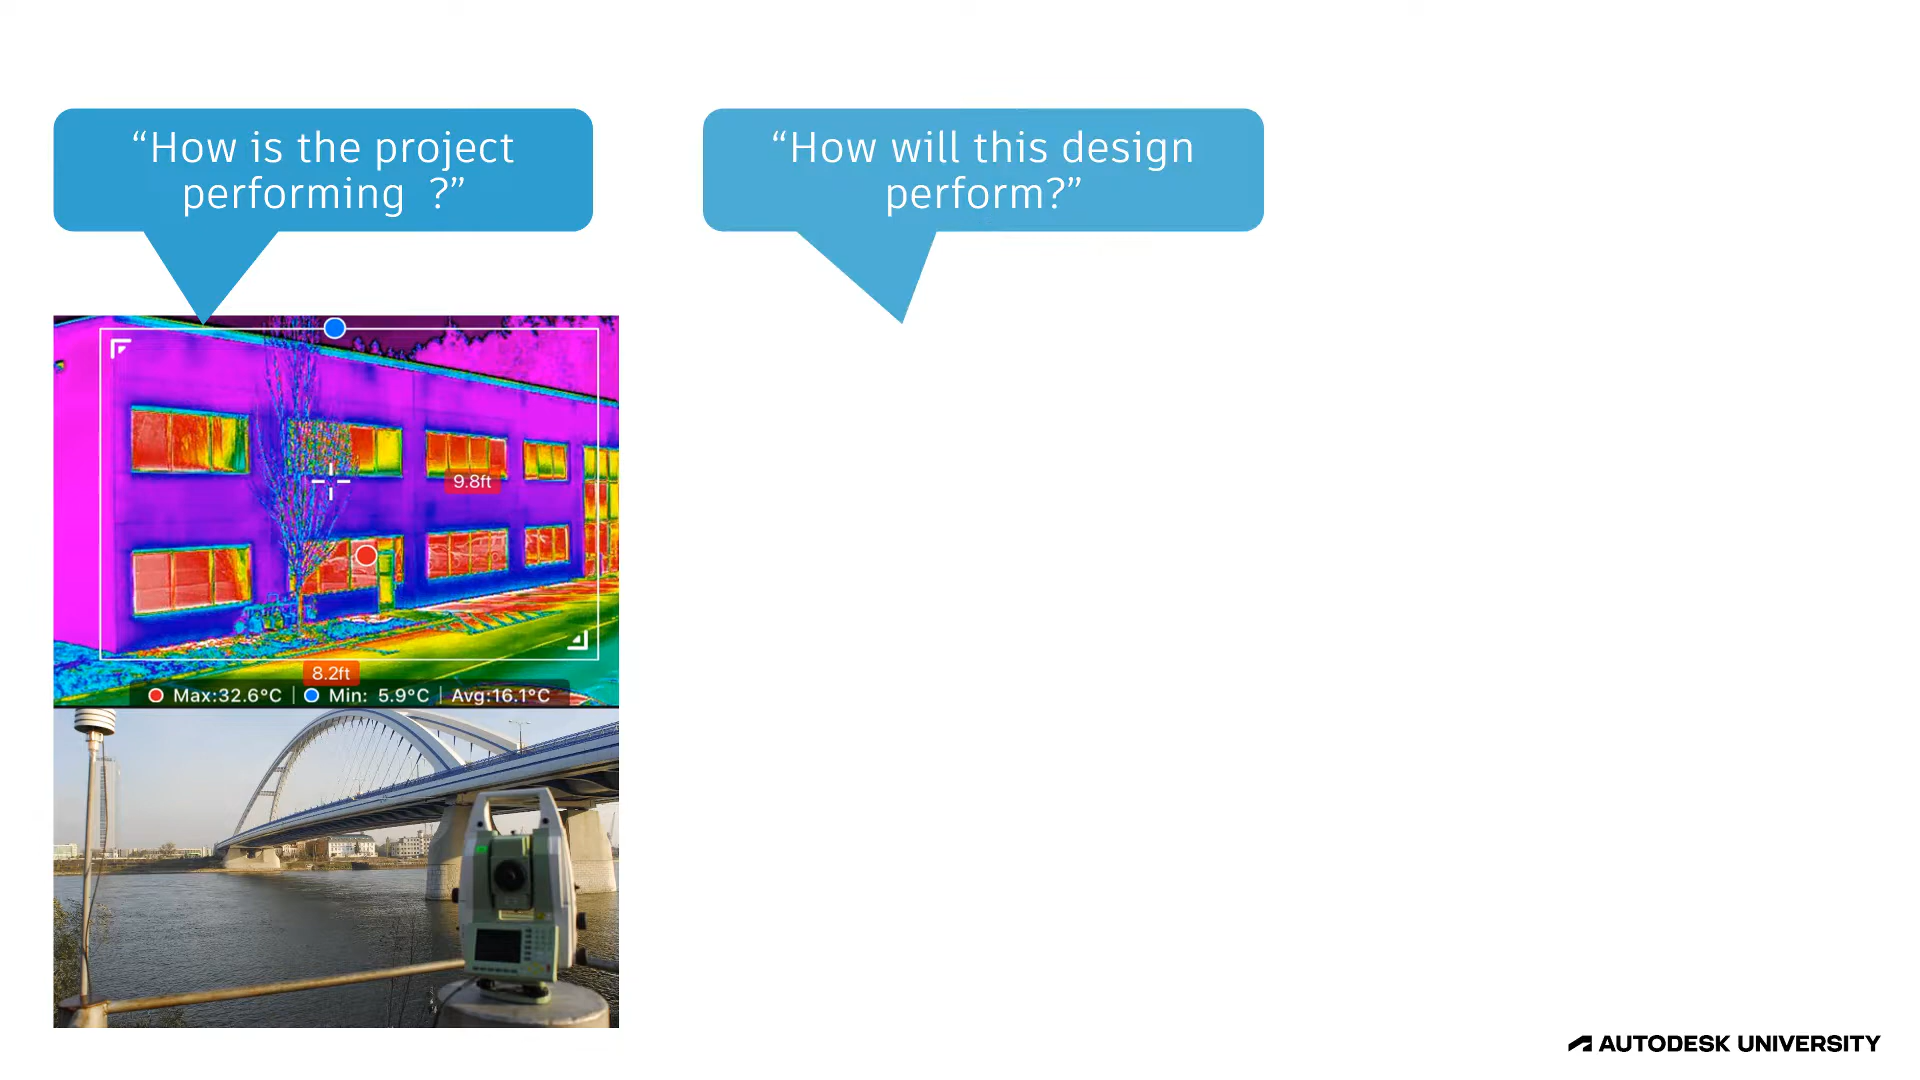 “How is the project
performing  ?”
“How will this design
perform?”
9.8ft
8.2ft
Max:32.6°C | Min: 5.9°C | Avg:16.1°C
AUTODESK UNIVERSITY